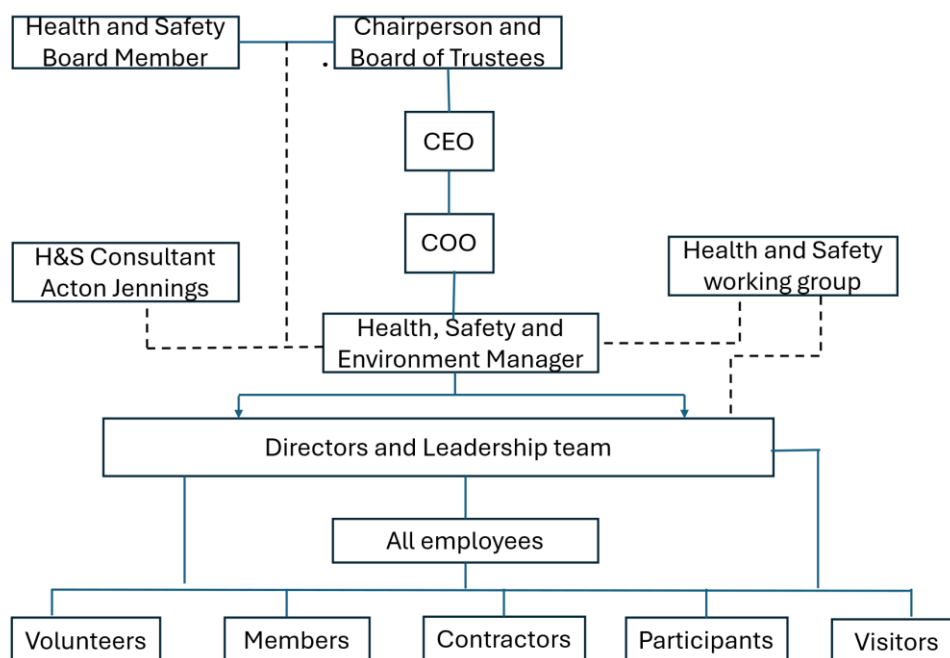 Health and Safety
Board Member
Chairperson and
Board of Trustees
.
CEO
COO
H&S Consultant
Acton Jennings
Health and Safety
working group
Health, Safety and
Environment Manager
Directors and Leadership team
All employees
Volunteers
Members
Contractors
Participants
Visitors